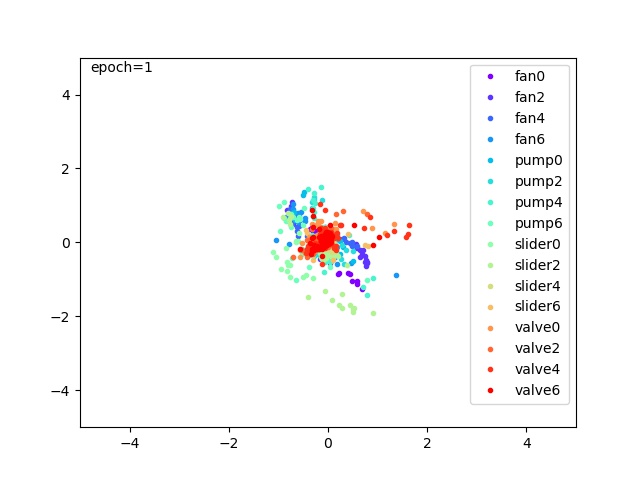 epoch=1
fan0
fan2
fan4
fan6
pump0
pump2
pump4
pump6
slider0
slider2
slider4
slider6
valve0
valve2
valve4
valve6
4
2
0
−2
−4
−4 −2 0 2 4